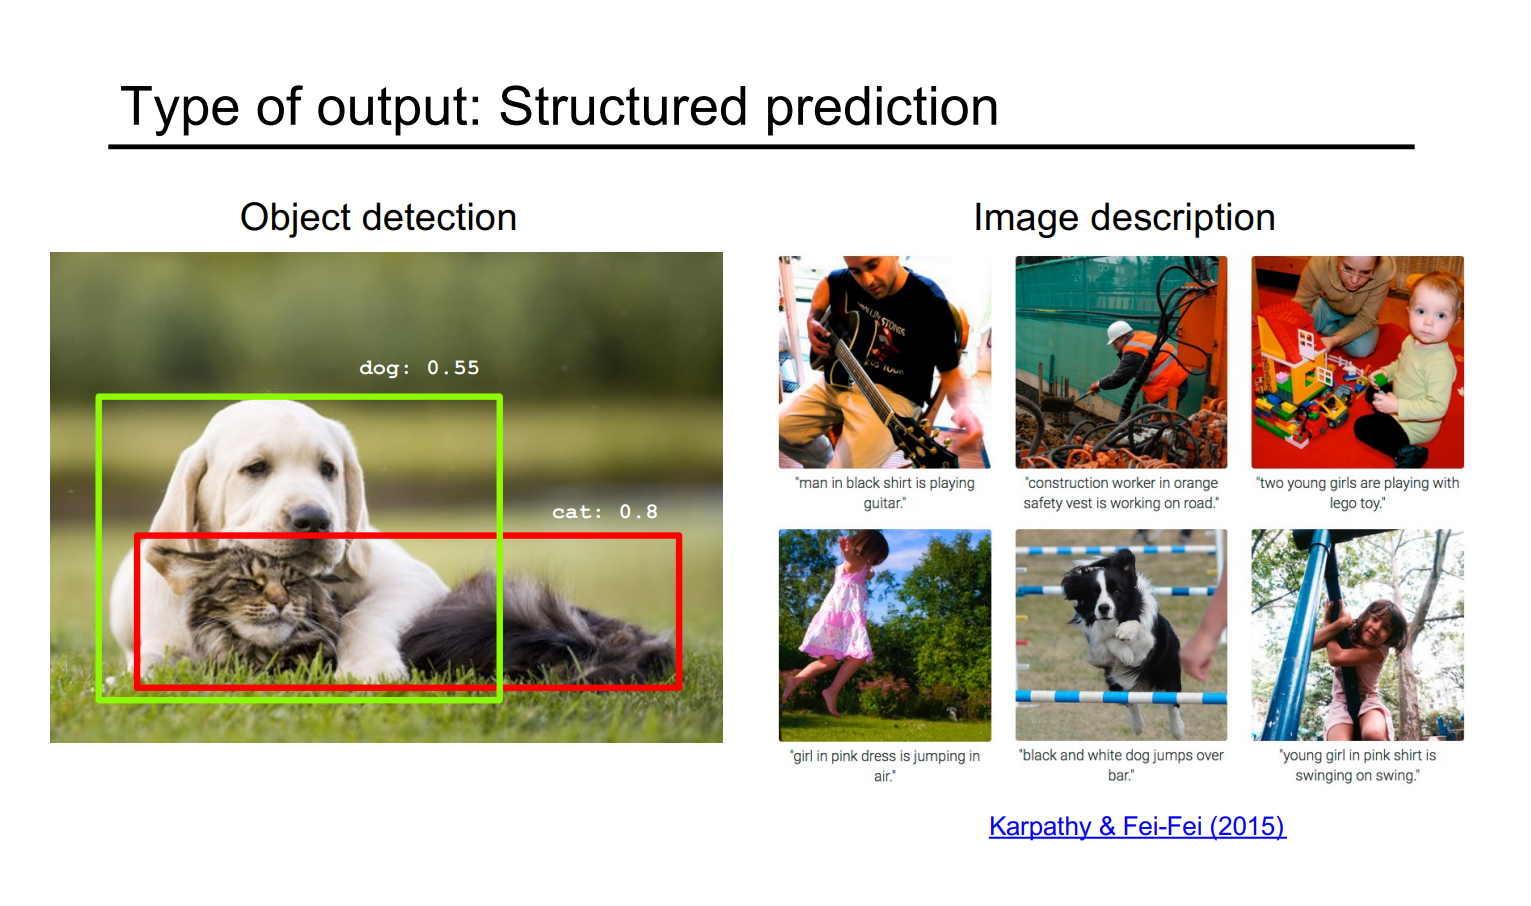 Type of output: Structured prediction
Object detection
dog: 0.55
cat: 0.8
Image description
"man in black shirt is playing
guitar."
"construction worker in orange
safety vest is working on road."
"two young girls are playing with
lego toy."
"girl in pink dress is jumping in
air."
"black and white dog jumps over
bar."
"young girl in pink shirt is
swinging on swing."
Karpathy & Fei-Fei (2015)